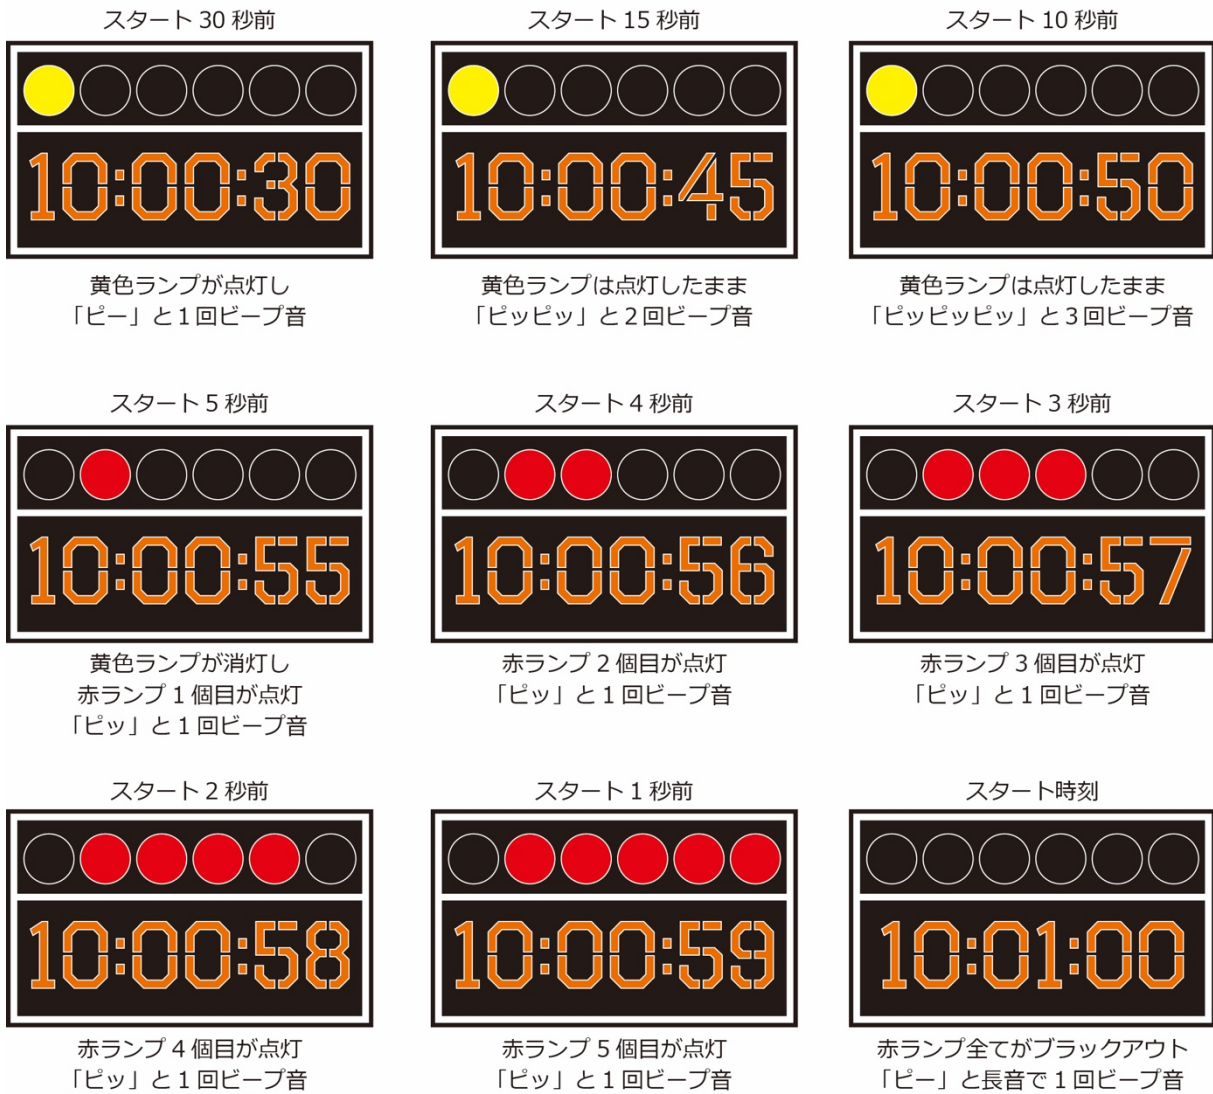 スタート 30 秒前
10:00:30
黄色ランプが点灯し
「ピー」と1回ビープ音
スタート 15 秒前
10:00:45
黄色ランプは点灯したまま
「ピッピッ」と2回ビープ音
スタート 10 秒前
10:00:50
黄色ランプは点灯したまま
「ピッピッピッ」と3回ビープ音
スタート 5 秒前
10:00:55
黄色ランプが消灯し
赤ランプ1個目が点灯
「ピッ」と1回ビープ音
スタート 4 秒前
10:00:56
赤ランプ2個目が点灯
「ピッ」と1回ビープ音
スタート 3 秒前
10:00:57
赤ランプ3個目が点灯
「ピッ」と1回ビープ音
スタート 2 秒前
10:00:58
赤ランプ4個目が点灯
「ピッ」と1回ビープ音
スタート 1 秒前
10:00:59
赤ランプ5個目が点灯
「ピッ」と1回ビープ音
スタート時刻
10:01:00
赤ランプ全てがブラックアウト
「ピー」と長音で1回ビープ音